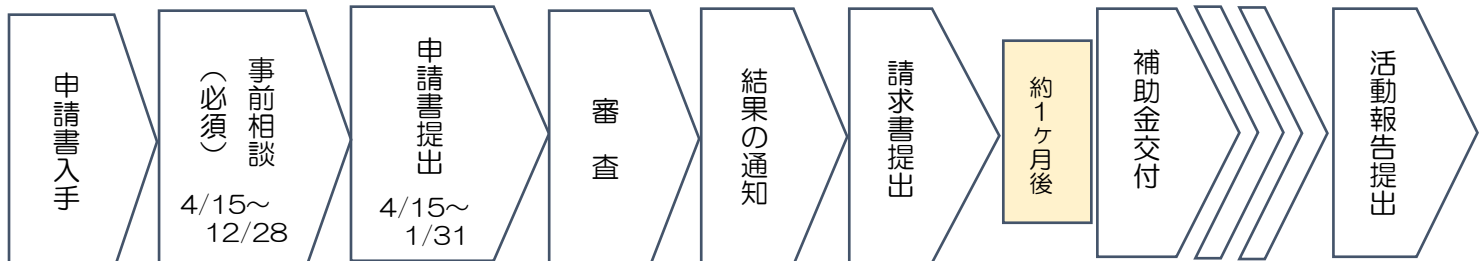 申請書入手
事前相談
（必須）
4/15～
12/28
申請書提出
4/15～
1/31
審　査
結果の通知
請求書提出
約１ヶ月後
補助金交付
活動報告提出